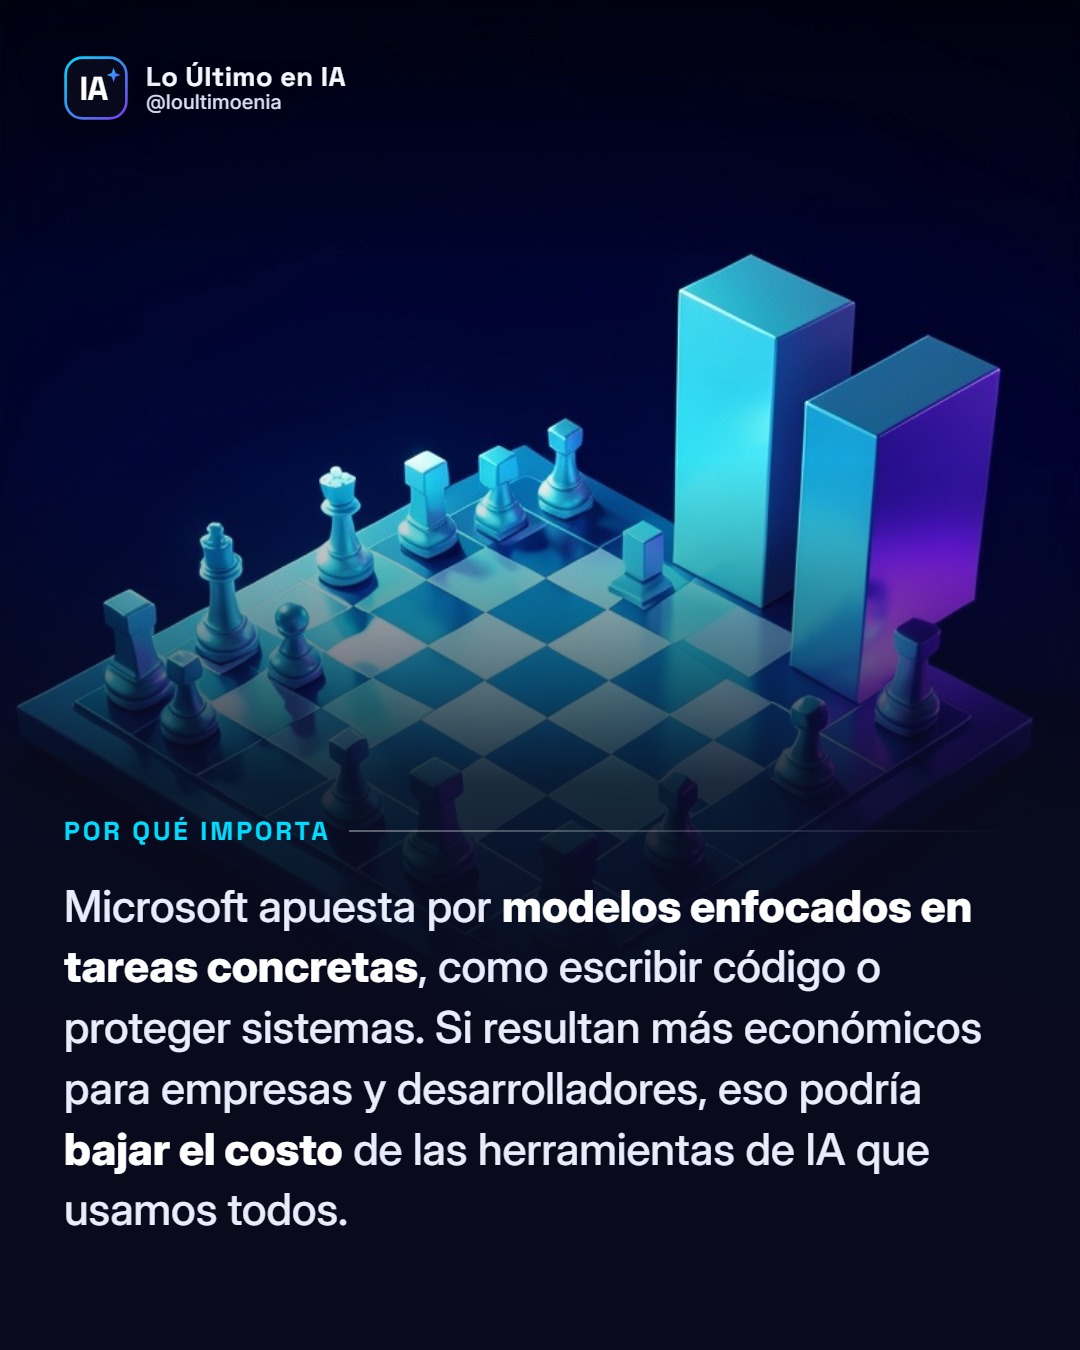 IA
Lo Último en IA
@loultimoenia
POR QUÉ IMPORTA
Microsoft apuesta por modelos enfocados en
tareas concretas, como escribir código o
proteger sistemas. Si resultan más económicos
para empresas y desarrolladores, eso podría
bajar el costo de las herramientas de IA que
usamos todos.